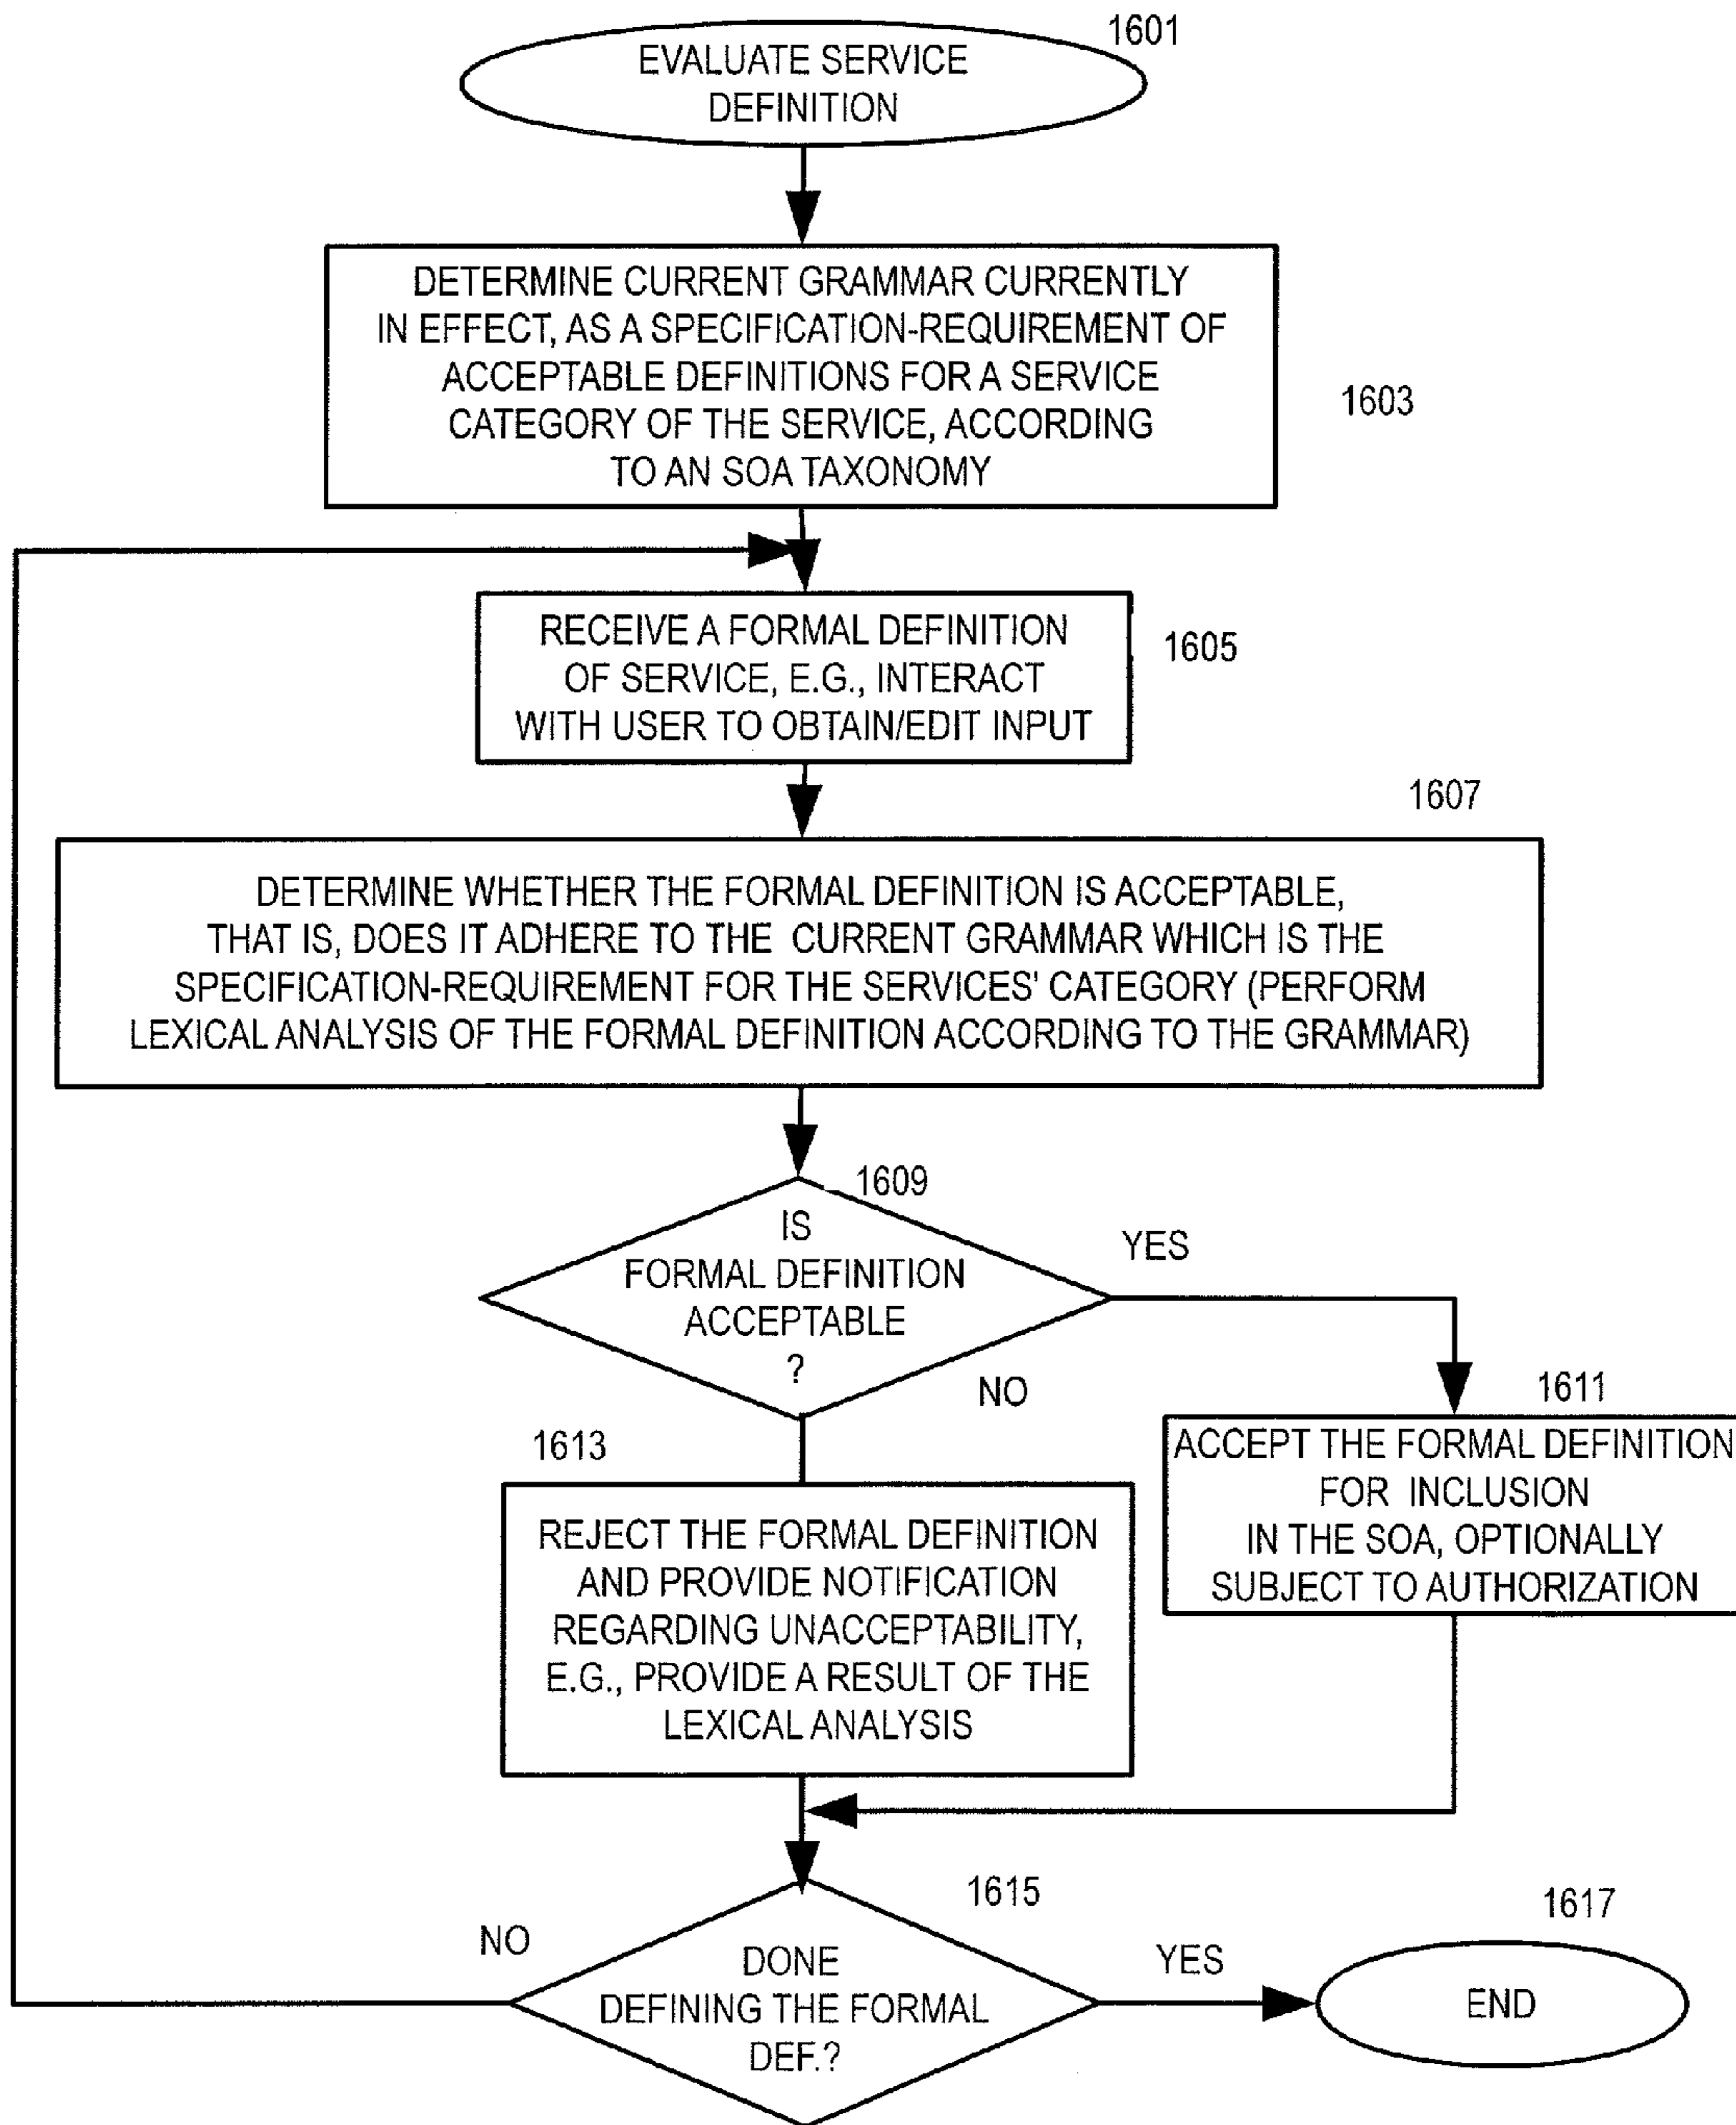 1601
EVALUATE SERVICE
DEFINITION
DETERMINE CURRENT GRAMMAR CURRENTLY
IN EFFECT, AS A SPECIFICATION-REQUIREMENT OF
ACCEPTABLE DEFINITIONS FOR A SERVICE
CATEGORY OF THE SERVICE, ACCORDING
TO AN SOA TAXONOMY
1603
RECEIVE A FORMAL DEFINITION
OF SERVICE, E.G., INTERACT
WITH USER TO OBTAIN/EDIT INPUT
1605
1607
DETERMINE WHETHER THE FORMAL DEFINITION IS ACCEPTABLE,
THAT IS, DOES IT ADHERE TO THE CURRENT GRAMMAR WHICH IS THE
SPECIFICATION-REQUIREMENT FOR THE SERVICES' CATEGORY (PERFORM
LEXICAL ANALYSIS OF THE FORMAL DEFINITION ACCORDING TO THE GRAMMAR)
1609
IS
FORMAL DEFINITION
ACCEPTABLE
?
YES
NO
1611
ACCEPT THE FORMAL DEFINITION
FOR INCLUSION
IN THE SOA, OPTIONALLY
SUBJECT TO AUTHORIZATION
1613
REJECT THE FORMAL DEFINITION
AND PROVIDE NOTIFICATION
REGARDING UNACCEPTABILITY,
E.G., PROVIDE A RESULT OF THE
LEXICAL ANALYSIS
1615
NO
DONE
DEFINING THE FORMAL
DEF.?
YES
1617
END